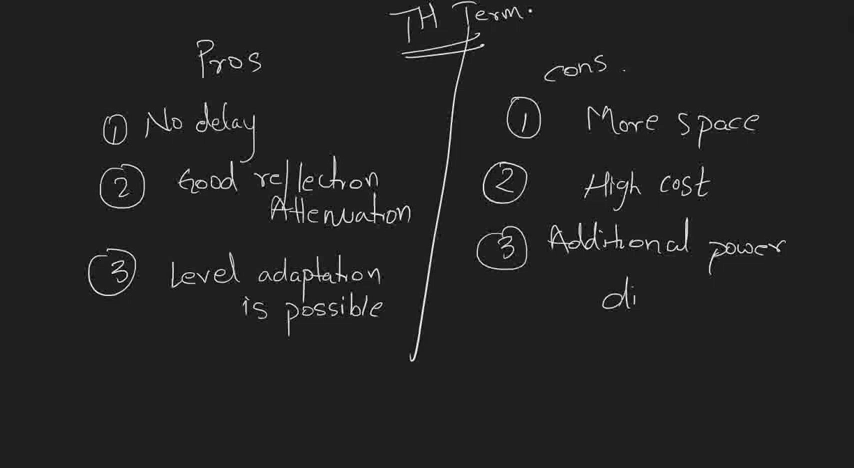 TH Term.
Pros
① No delay
② Good reflection
Attenuation
③ Level adaptation
is possible
cons.
① More space
② High cost
③ Additional power
di